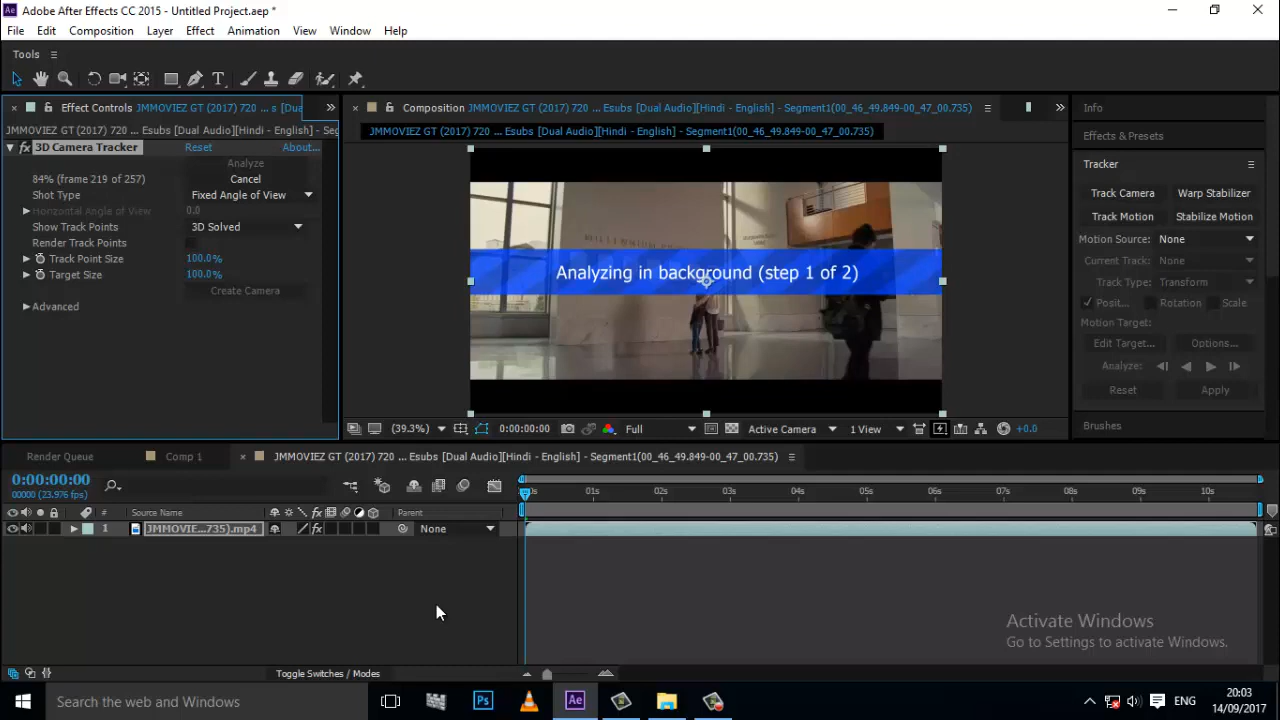 Ae Adobe After Effects CC 2015 - Untitled Project.aep *
File Edit Composition Layer Effect Animation View Window Help
Tools
Effect Controls JMMOVIEZ GT (2017) 720 ... s [Dua
Composition JMMOVIEZ GT (2017) 720 ... Esubs [Dual Audio][Hindi - English] - Segment1(00_46_49.849-00_47_00.735)
Info
JMMOVIEZ GT (2017) 720 ... Esubs [Dual Audio][Hindi - English] - Seg
JMMOVIEZ GT (2017) 720 ... Esubs [Dual Audio][Hindi - English] - Segment1(00_46_49.849-00_47_00.735)
Effects & Presets
fx 3D Camera Tracker Reset About...
Analyze
84% (frame 219 of 257) Cancel
Shot Type Fixed Angle of View
Horizontal Angle of View 0.0
Show Track Points 3D Solved
Render Track Points
Track Point Size 100.0%
Target Size 100.0%
Create Camera
Advanced
Analyzing in background (step 1 of 2)
Tracker
Track Camera Warp Stabilizer
Track Motion Stabilize Motion
Motion Source: None
Current Track: None
Track Type: Transform
Posit... Rotation Scale
Motion Target:
Edit Target... Options...
Analyze:
Reset Apply
Brushes
(39.3%) 0:00:00:00 Full Active Camera 1 View +0.0
Render Queue Comp 1 JMMOVIEZ GT (2017) 720 ... Esubs [Dual Audio][Hindi - English] - Segment1(00_46_49.849-00_47_00.735)
0:00:00:00
00000 (23.976 fps)
0s 01s 02s 03s 04s 05s 06s 07s 08s 09s 10s
# Source Name fx Parent
1 JMMOVIE...735).mp4 fx None
Activate Windows
Go to Settings to activate Windows.
Toggle Switches / Modes
Search the web and Windows
Ps Ae
ENG
20:03
14/09/2017